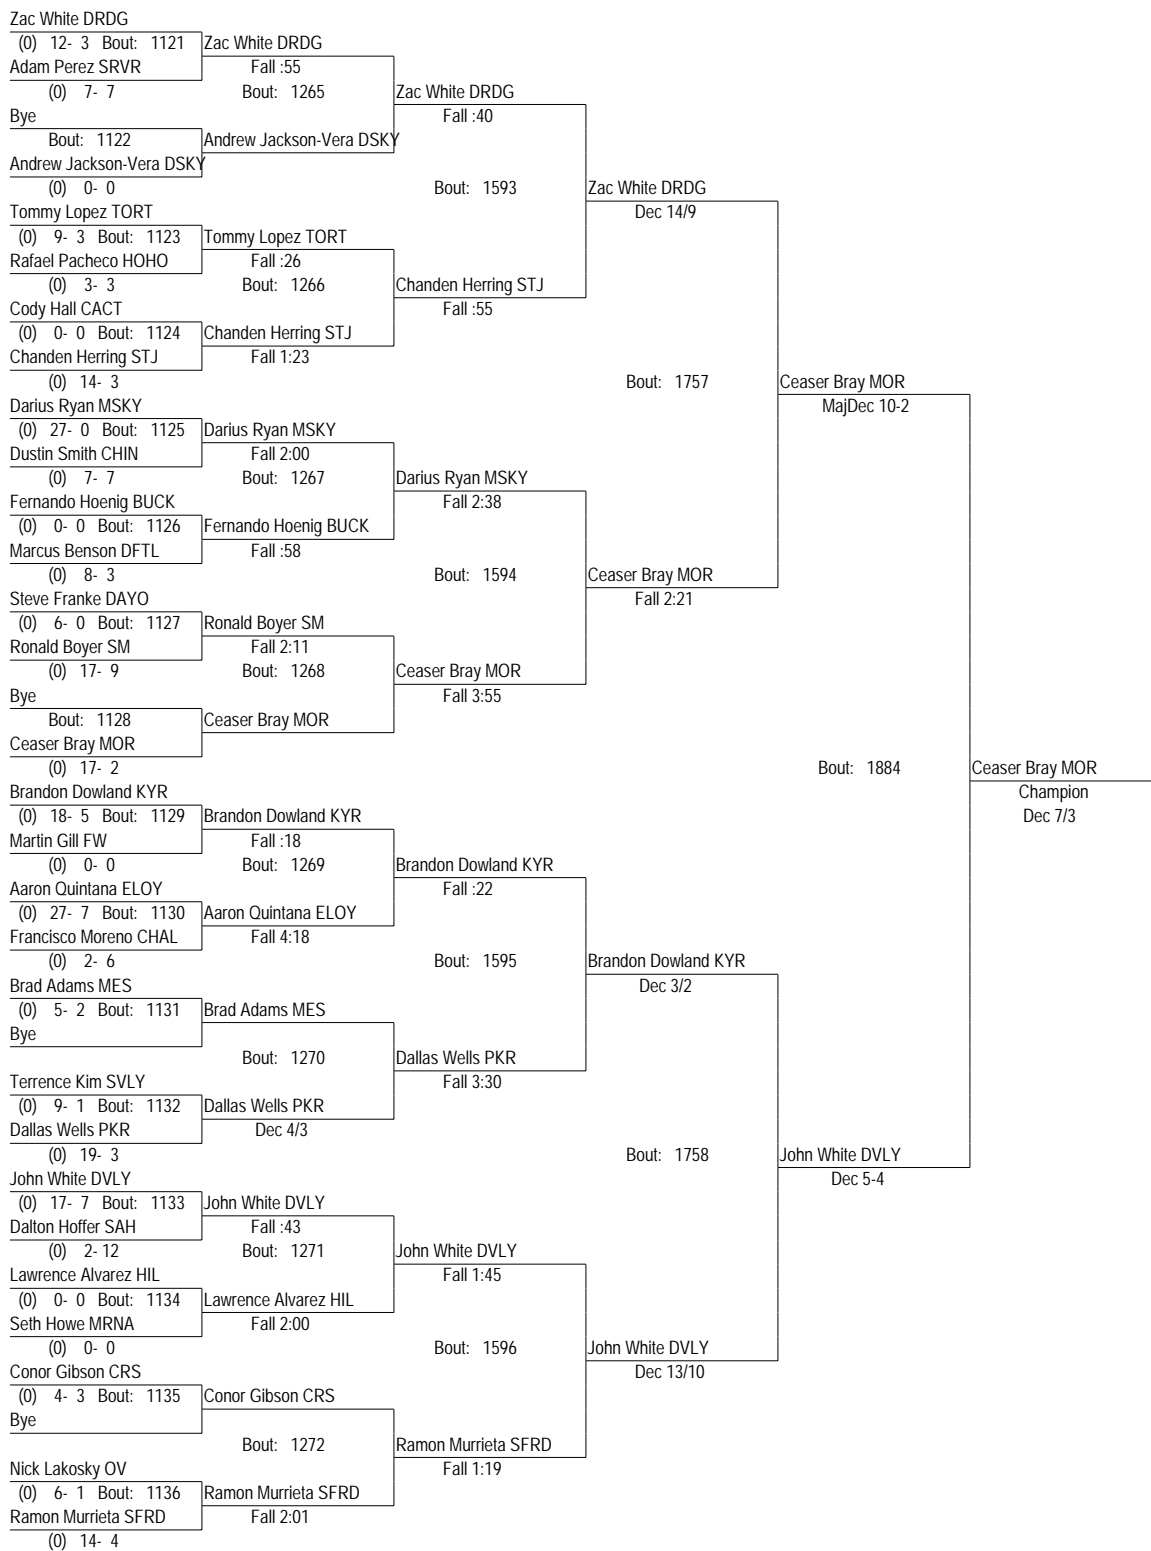 Zac White DRDG
(0) 12- 3 Bout: 1121 Zac White DRDG
Adam Perez SRVR Fall :55
(0) 7- 7 Bout: 1265 Zac White DRDG
Bye Fall :40
Bout: 1122 Andrew Jackson-Vera DSKY
Andrew Jackson-Vera DSKY
(0) 0- 0 Bout: 1593 Zac White DRDG
Tommy Lopez TORT Dec 14/9
(0) 9- 3 Bout: 1123 Tommy Lopez TORT
Rafael Pacheco HOHO Fall :26
(0) 3- 3 Bout: 1266 Chanden Herring STJ
Cody Hall CACT Fall :55
(0) 0- 0 Bout: 1124 Chanden Herring STJ
Chanden Herring STJ Fall 1:23
(0) 14- 3 Bout: 1757 Ceaser Bray MOR
Darius Ryan MSKY MajDec 10-2
(0) 27- 0 Bout: 1125 Darius Ryan MSKY
Dustin Smith CHIN Fall 2:00
(0) 7- 7 Bout: 1267 Darius Ryan MSKY
Fernando Hoenig BUCK Fall 2:38
(0) 0- 0 Bout: 1126 Fernando Hoenig BUCK
Marcus Benson DFTL Fall :58
(0) 8- 3 Bout: 1594 Ceaser Bray MOR
Steve Franke DAYO Fall 2:21
(0) 6- 0 Bout: 1127 Ronald Boyer SM
Ronald Boyer SM Fall 2:11
(0) 17- 9 Bout: 1268 Ceaser Bray MOR
Bye Fall 3:55
Bout: 1128 Ceaser Bray MOR
Ceaser Bray MOR
(0) 17- 2 Bout: 1884 Ceaser Bray MOR
Brandon Dowland KYR Champion
(0) 18- 5 Bout: 1129 Brandon Dowland KYR Dec 7/3
Martin Gill FW Fall :18
(0) 0- 0 Bout: 1269 Brandon Dowland KYR
Aaron Quintana ELOY Fall :22
(0) 27- 7 Bout: 1130 Aaron Quintana ELOY
Francisco Moreno CHAL Fall 4:18
(0) 2- 6 Bout: 1595 Brandon Dowland KYR
Brad Adams MES Dec 3/2
(0) 5- 2 Bout: 1131 Brad Adams MES
Bye
Bout: 1270 Dallas Wells PKR
Terrence Kim SVLY Fall 3:30
(0) 9- 1 Bout: 1132 Dallas Wells PKR
Dallas Wells PKR Dec 4/3
(0) 19- 3 Bout: 1758 John White DVLY
John White DVLY Dec 5-4
(0) 17- 7 Bout: 1133 John White DVLY
Dalton Hoffer SAH Fall :43
(0) 2- 12 Bout: 1271 John White DVLY
Lawrence Alvarez HIL Fall 1:45
(0) 0- 0 Bout: 1134 Lawrence Alvarez HIL
Seth Howe MRNA Fall 2:00
(0) 0- 0 Bout: 1596 John White DVLY
Conor Gibson CRS Dec 13/10
(0) 4- 3 Bout: 1135 Conor Gibson CRS
Bye
Bout: 1272 Ramon Murrieta SFRD
Nick Lakosky OV Fall 1:19
(0) 6- 1 Bout: 1136 Ramon Murrieta SFRD
Ramon Murrieta SFRD Fall 2:01
(0) 14- 4